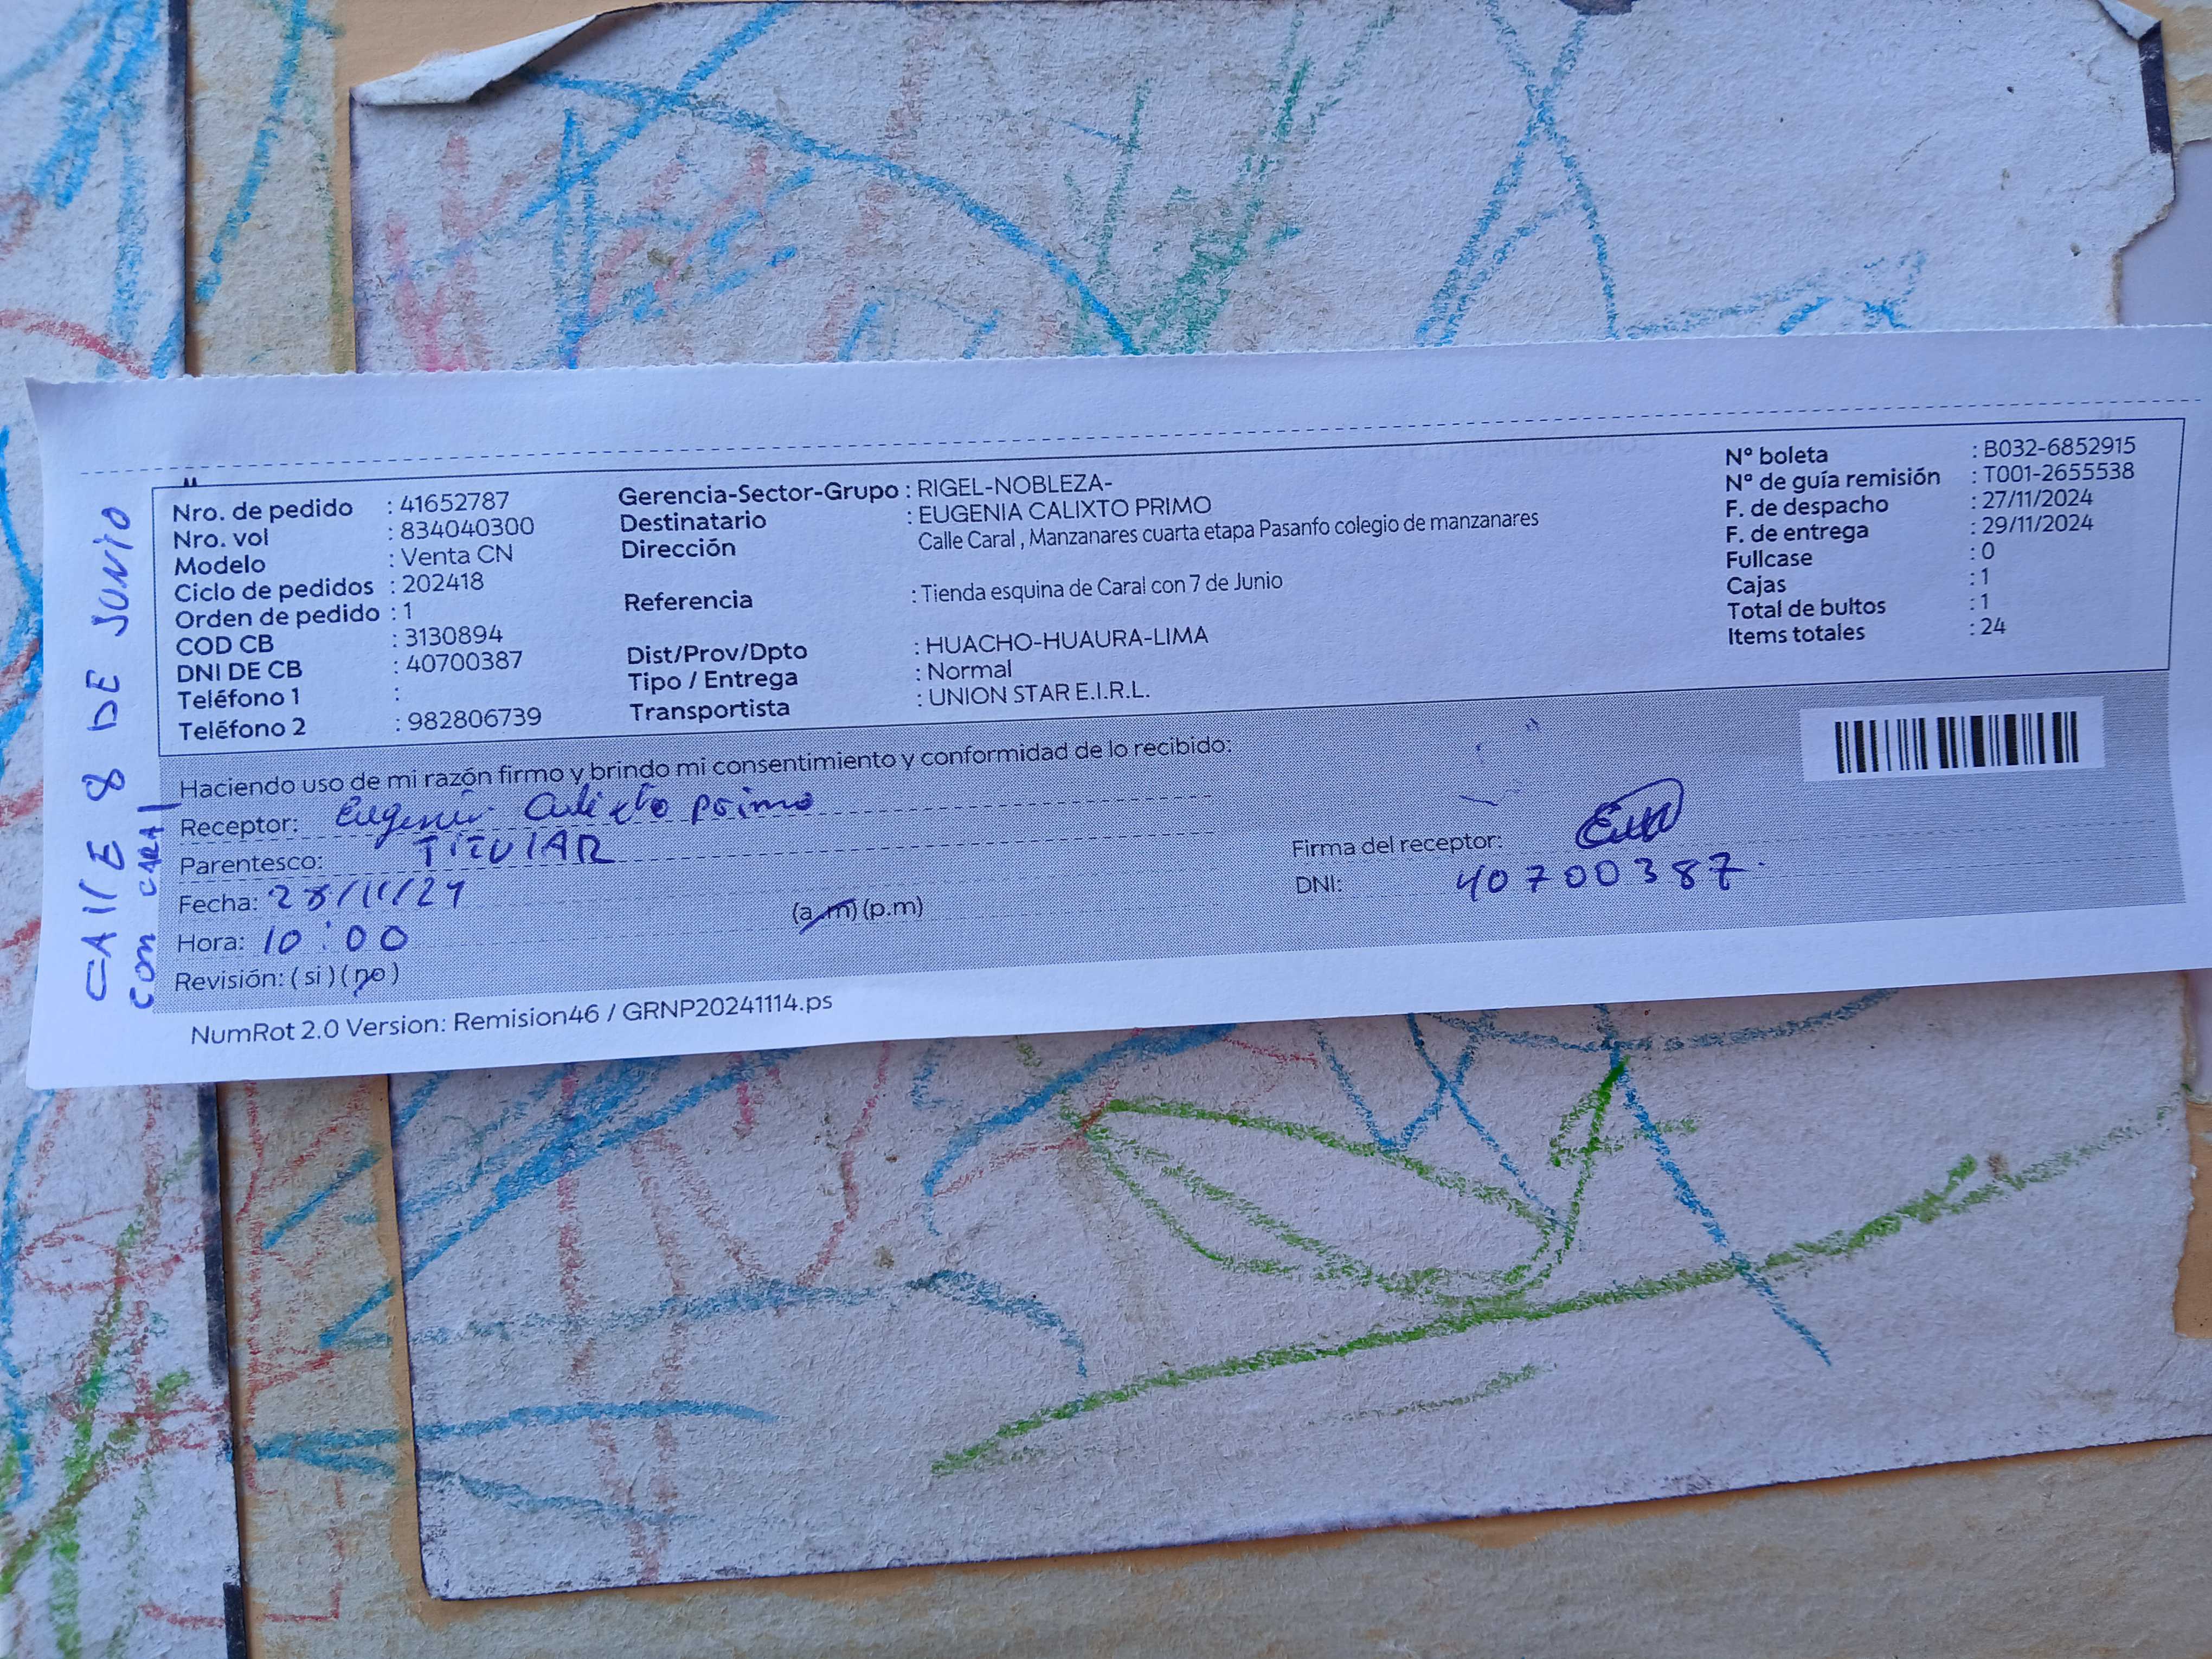 CAllE 8 DE JUNIO
CON CARAl
Nro. de pedido : 41652787
Nro. vol : 834040300
Modelo : Venta CN
Ciclo de pedidos : 202418
Orden de pedido : 1
COD CB : 3130894
DNI DE CB : 40700387
Teléfono 1 :
Teléfono 2 : 982806739
Gerencia-Sector-Grupo : RIGEL-NOBLEZA-
Destinatario : EUGENIA CALIXTO PRIMO
Dirección Calle Caral , Manzanares cuarta etapa Pasanfo colegio de manzanares
Referencia : Tienda esquina de Caral con 7 de Junio
Dist/Prov/Dpto : HUACHO-HUAURA-LIMA
Tipo / Entrega : Normal
Transportista : UNION STAR E.I.R.L.
Nº boleta : B032-6852915
Nº de guía remisión : T001-2655538
F. de despacho : 27/11/2024
F. de entrega : 29/11/2024
Fullcase : 0
Cajas : 1
Total de bultos : 1
Items totales : 24
Haciendo uso de mi razón firmo y brindo mi consentimiento y conformidad de lo recibido:
Receptor: Eugenia Calixto primo
Parentesco: TITUlAR
Fecha: 28/11/24
Hora: 10:00 (a.m) (p.m)
Revisión: ( si ) ( no )
Firma del receptor:
DNI: 40700387.
NumRot 2.0 Version: Remision46 / GRNP20241114.ps